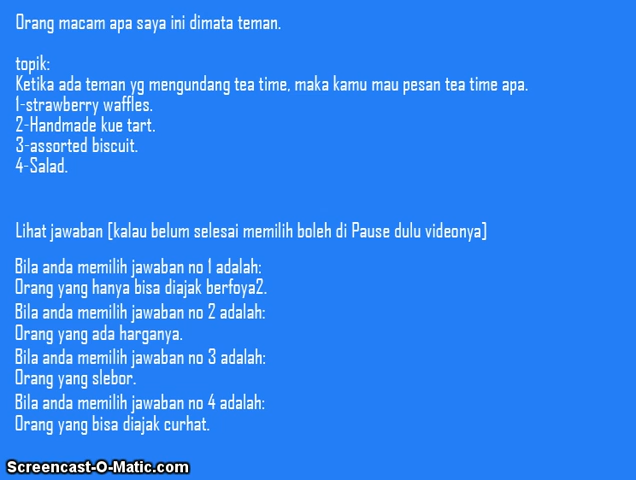 Orang macam apa saya ini dimata teman.
topik:
Ketika ada teman yg mengundang tea time, maka kamu mau pesan tea time apa.
1-strawberry waffles.
2-Handmade kue tart.
3-assorted biscuit.
4-Salad.
Lihat jawaban [kalau belum selesai memilih boleh di Pause dulu videonya]
Bila anda memilih jawaban no 1 adalah:
Orang yang hanya bisa diajak berfoya2.
Bila anda memilih jawaban no 2 adalah:
Orang yang ada harganya.
Bila anda memilih jawaban no 3 adalah:
Orang yang slebor.
Bila anda memilih jawaban no 4 adalah:
Orang yang bisa diajak curhat.
Screencast-O-Matic.com